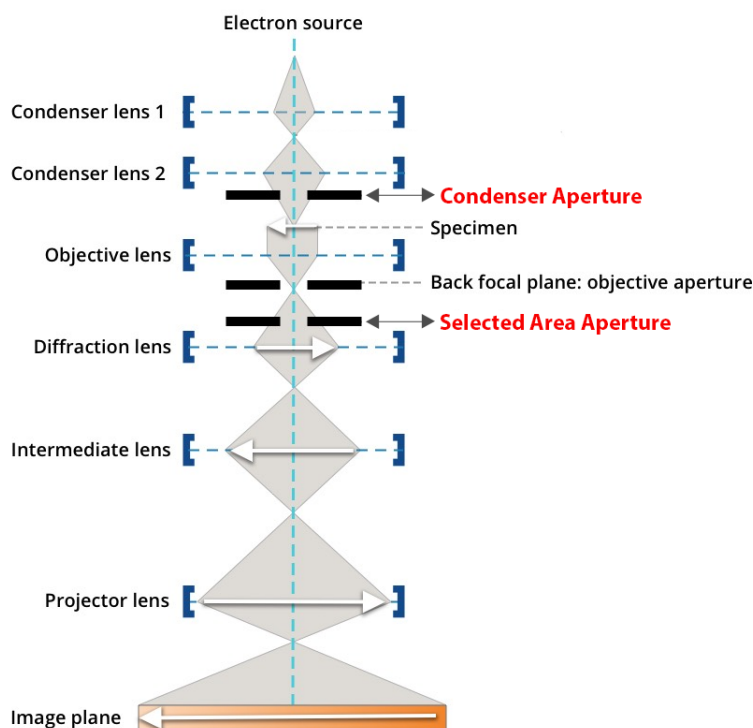 Electron source
Condenser lens 1
Condenser lens 2
Condenser Aperture
Specimen
Objective lens
Back focal plane: objective aperture
Selected Area Aperture
Diffraction lens
Intermediate lens
Projector lens
Image plane